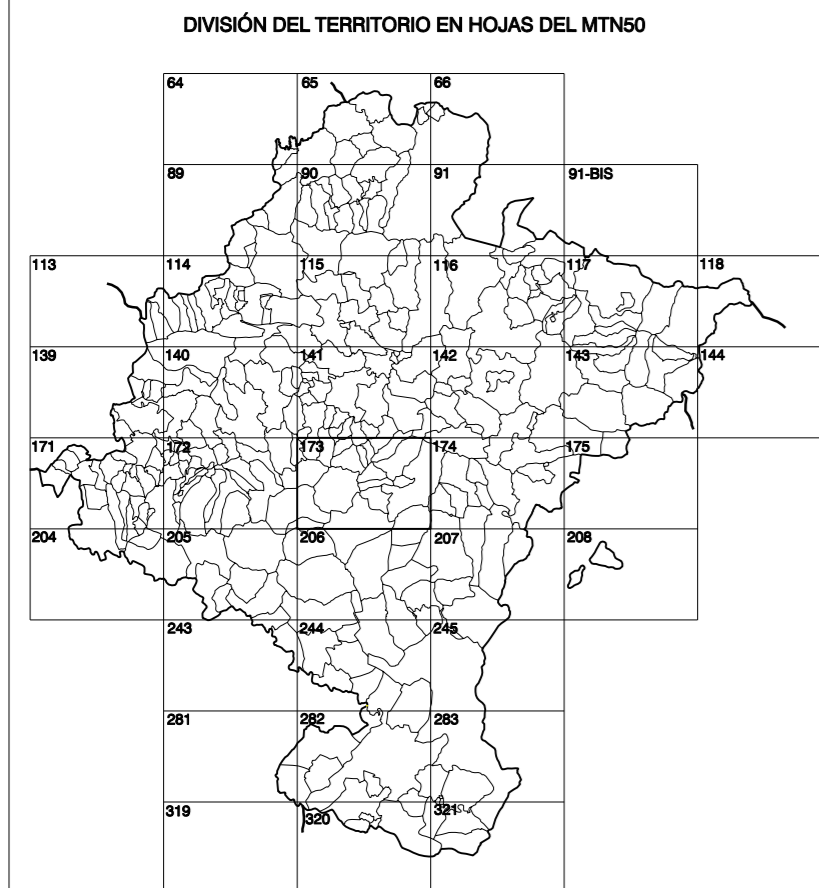 DIVISIÓN DEL TERRITORIO EN HOJAS DEL MTN50
64 65 66
89 90 91 91-BIS
113 114 115 116 117 118
139 140 141 142 143 144
171 172 173 174 175
204 205 206 207 208
243 244 245
281 282 283
319 320 321